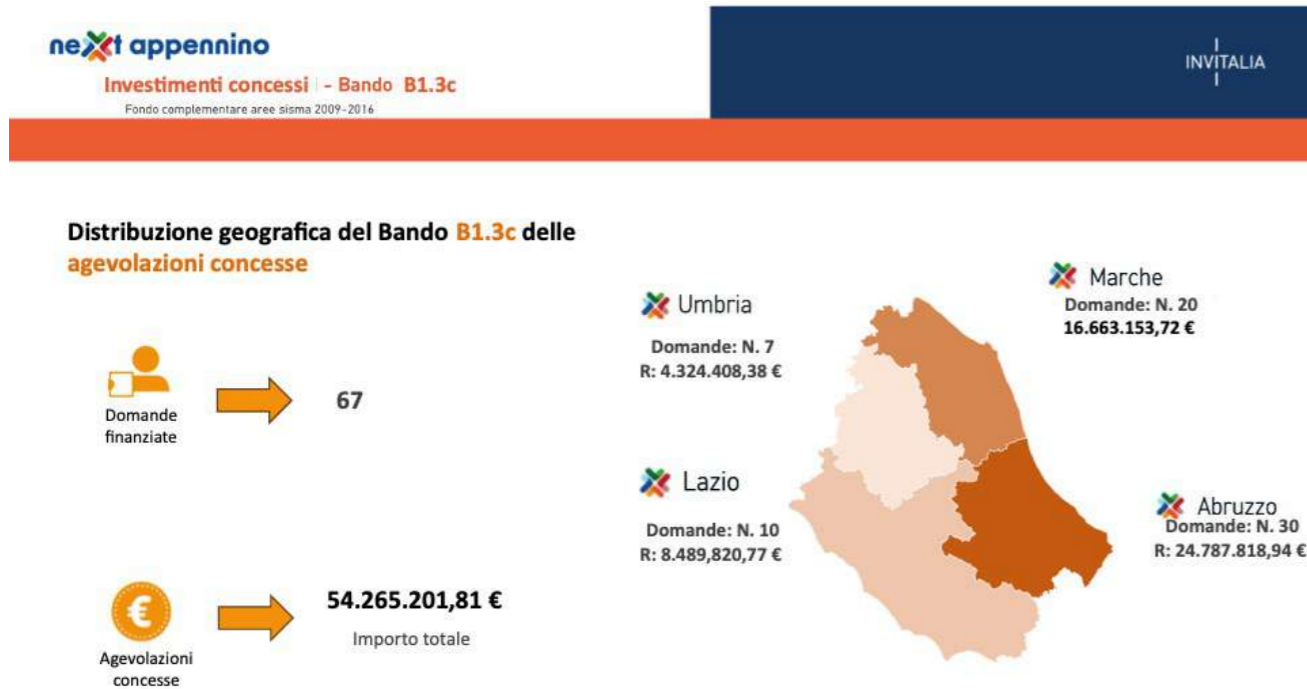 next appennino
Investimenti concessi - Bando B1.3c
Fondo complementare aree sisma 2009-2016
INVITALIA
Distribuzione geografica del Bando B1.3c delle
agevolazioni concesse
Domande
finanziate
67
Agevolazioni
concesse
54.265.201,81 €
Importo totale
Umbria
Domande: N. 7
R: 4.324.408,38 €
Marche
Domande: N. 20
16.663.153,72 €
Lazio
Domande: N. 10
R: 8.489,820,77 €
Abruzzo
Domande: N. 30
R: 24.787.818,94 €